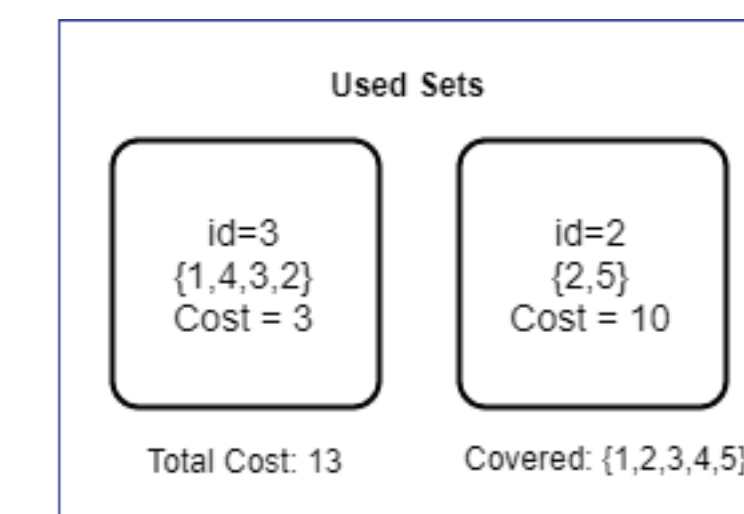 Used Sets
id=3
{1,4,3,2}
Cost = 3
id=2
{2,5}
Cost = 10
Total Cost: 13
Covered: {1,2,3,4,5}